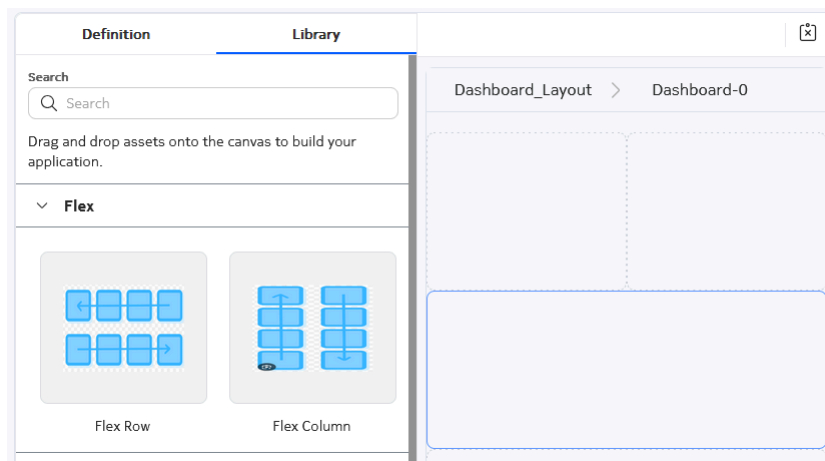 Definition
Library
Search
Search
Drag and drop assets onto the canvas to build your
application.
Flex
Flex Row
Flex Column
Dashboard_Layout
Dashboard-0